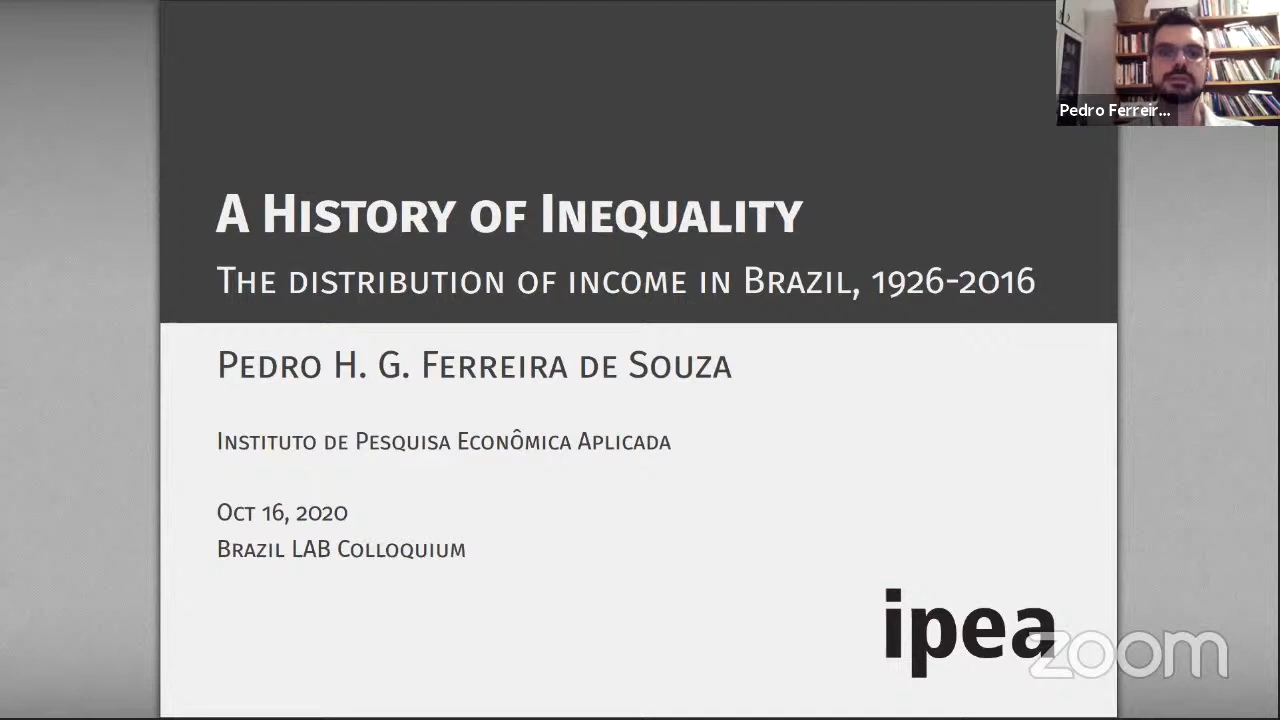 Pedro Ferreir...
A History of Inequality
The distribution of income in Brazil, 1926-2016
Pedro H. G. Ferreira de Souza
Instituto de Pesquisa Econômica Aplicada
Oct 16, 2020
Brazil LAB Colloquium
ipea
zoom